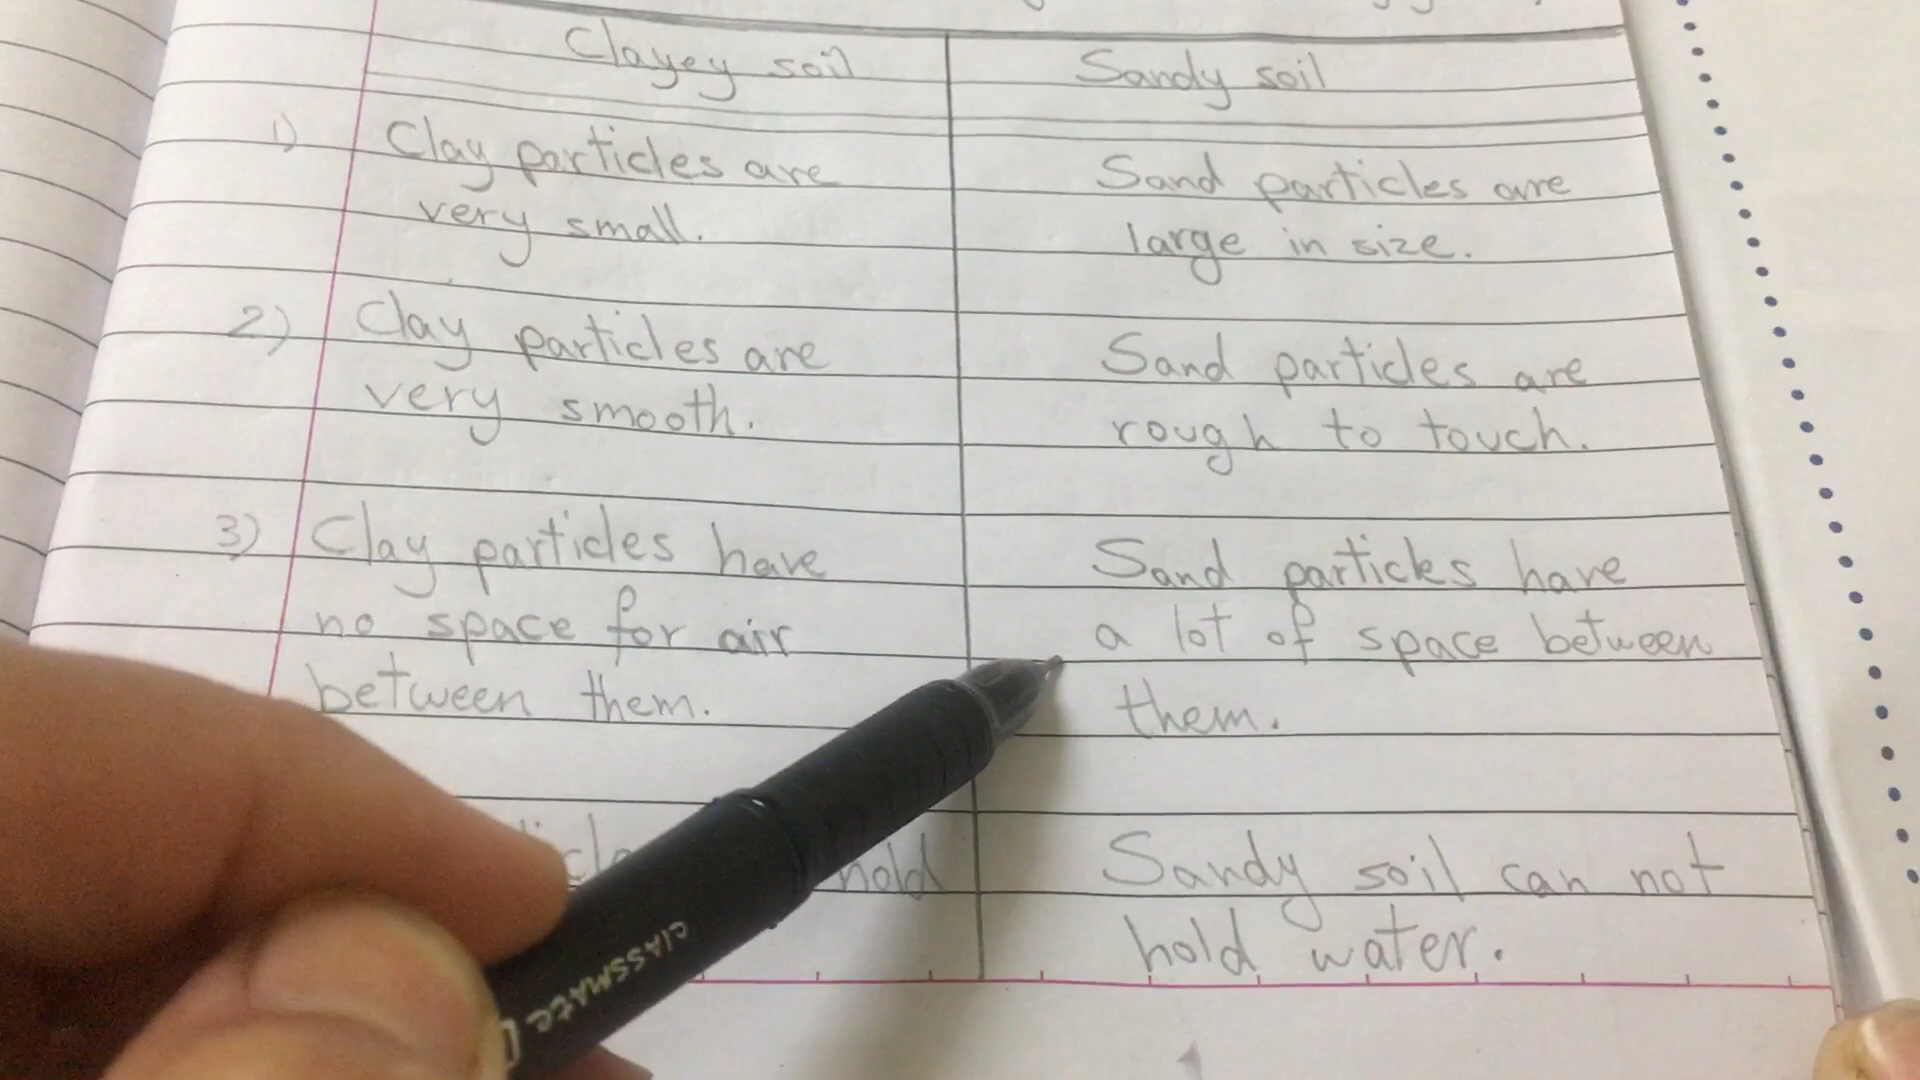 Clayey soil
Sandy soil
1) Clay particles are
very small.
Sand particles are
large in size.
2) Clay particles are
very smooth.
Sand particles are
rough to touch.
3) Clay particles have
no space for air
between them.
Sand particles have
a lot of space between
them.
hold
Sandy soil can not
hold water.
classmate